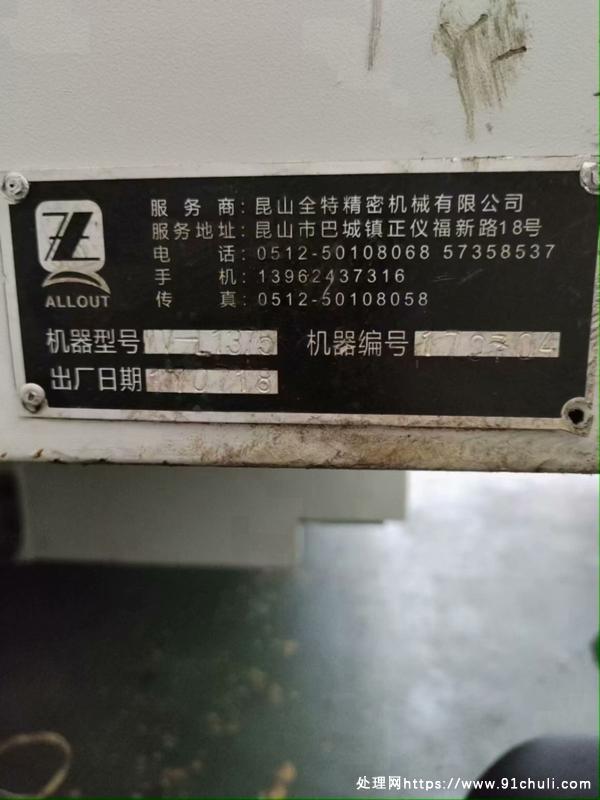 服务商：昆山全特精密机械有限公司
服务地址：昆山市巴城镇正仪福新路18号
电话：0512-50108068 57358537
手机：13962437316
传真：0512-50108058
ALLOUT
机器型号 机器编号
出厂日期
处理网https://www.91chuli.com